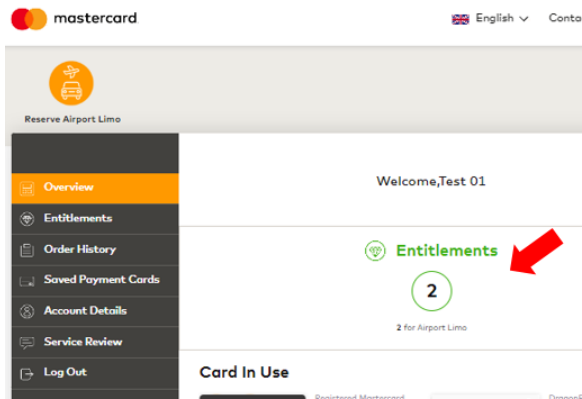 mastercard
English
Reserve Airport Limo
Overview
Entitlements
Order History
Saved Payment Cards
Account Details
Service Review
Log Out
Welcome,Test 01
Entitlements
2
2 for Airport Limo
Card In Use
Registered Mastercard